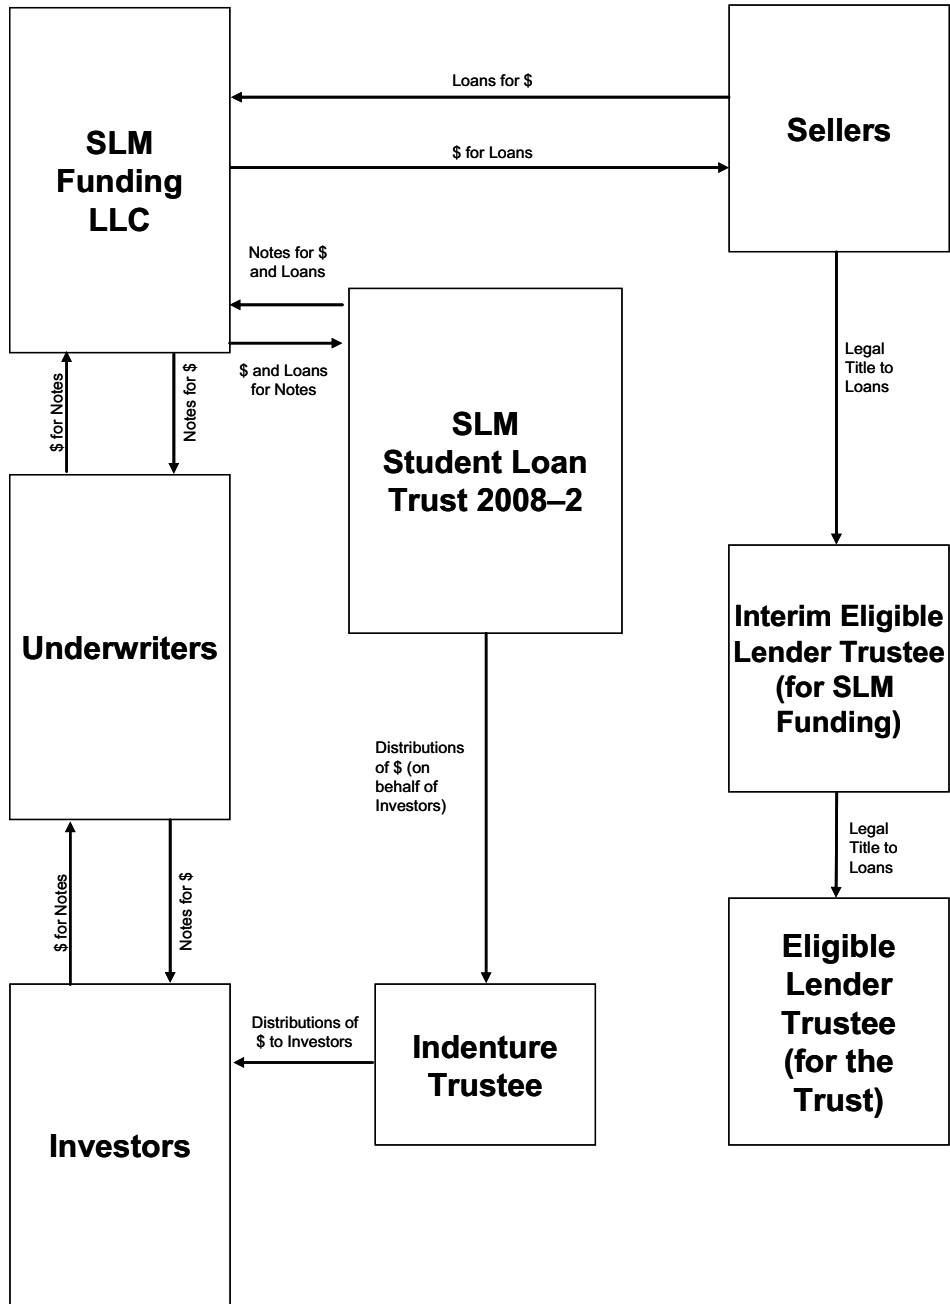 Loans for $
SLM
Funding
LLC
Sellers
$ for Loans
Notes for $
and Loans
$ and Loans
for Notes
$ for Notes
Notes for $
Legal
Title to
Loans
SLM
Student Loan
Trust 2008–2
Underwriters
Interim Eligible
Lender Trustee
(for SLM
Funding)
Distributions
of $ (on
behalf of
Investors)
Legal
Title to
Loans
$ for Notes
Notes for $
Eligible
Lender
Trustee
(for the
Trust)
Distributions of
$ to Investors
Indenture
Trustee
Investors